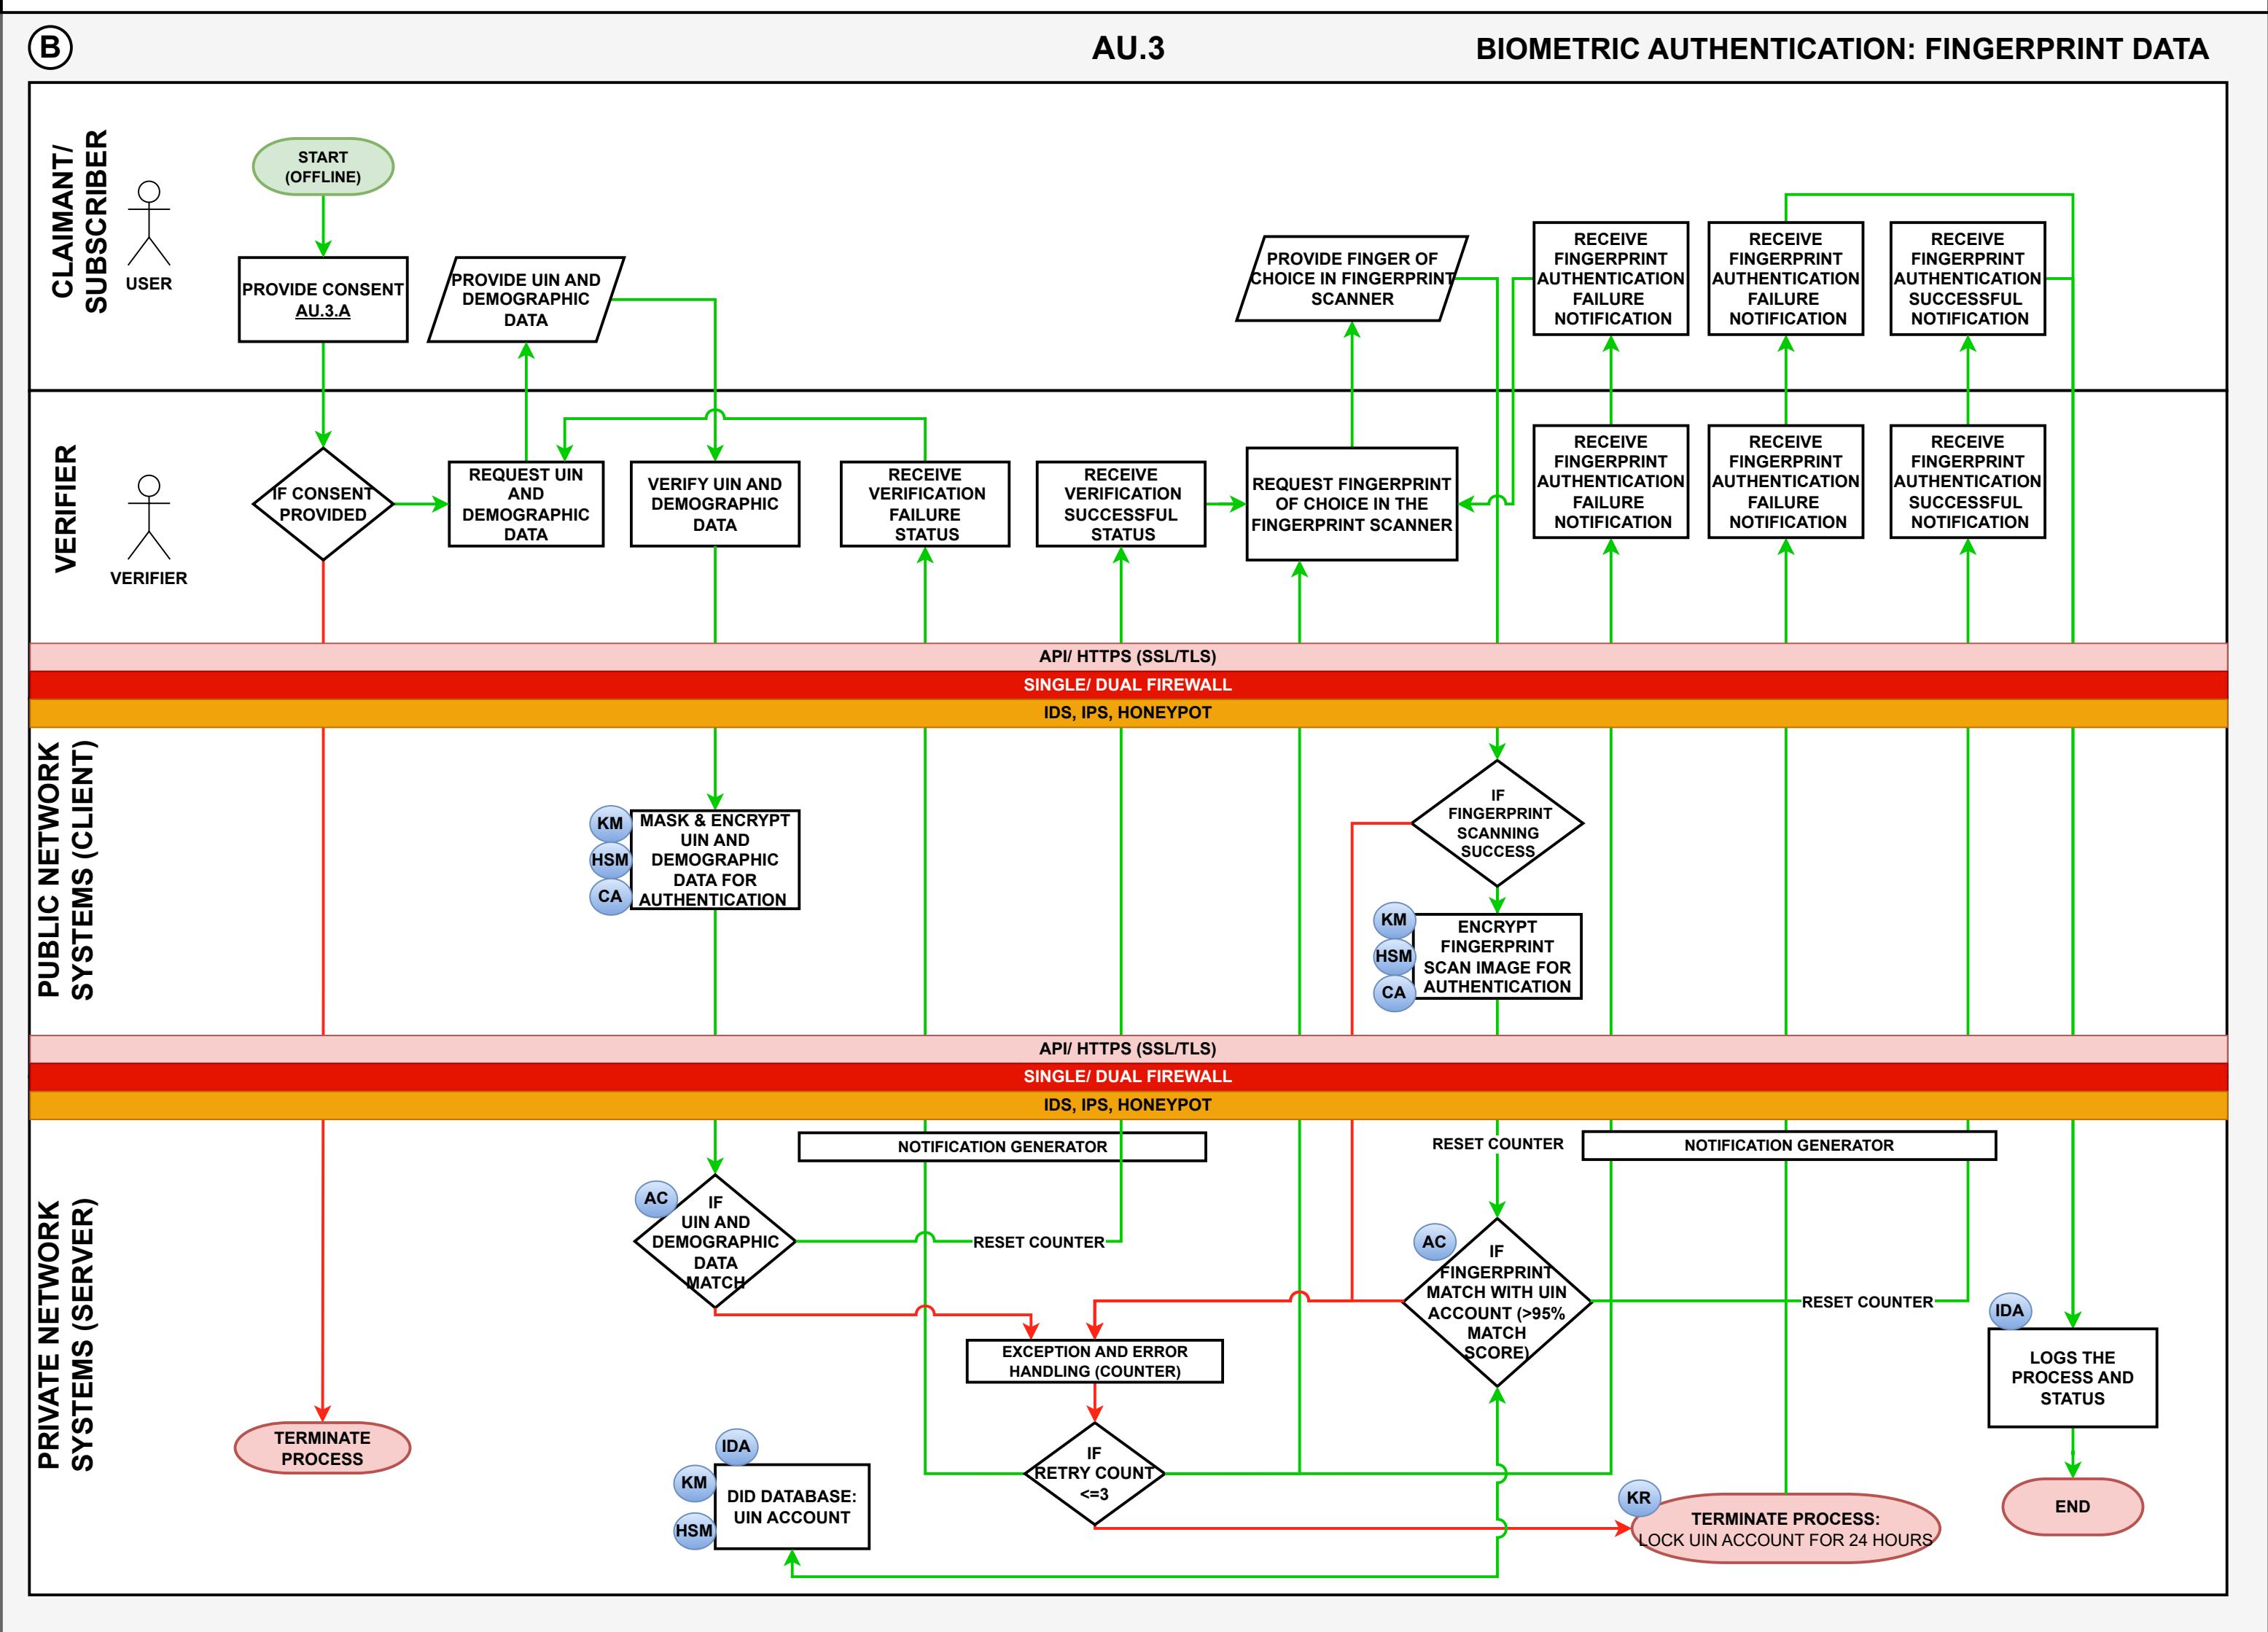 B
AU.3
BIOMETRIC AUTHENTICATION: FINGERPRINT DATA
CLAIMANT/
SUBSCRIBER
USER
START
(OFFLINE)
PROVIDE CONSENT
AU.3.A
PROVIDE UIN AND
DEMOGRAPHIC
DATA
PROVIDE FINGER OF
CHOICE IN FINGERPRINT
SCANNER
RECEIVE
FINGERPRINT
AUTHENTICATION
FAILURE
NOTIFICATION
RECEIVE
FINGERPRINT
AUTHENTICATION
FAILURE
NOTIFICATION
RECEIVE
FINGERPRINT
AUTHENTICATION
SUCCESSFUL
NOTIFICATION
VERIFIER
VERIFIER
IF CONSENT
PROVIDED
REQUEST UIN
AND
DEMOGRAPHIC
DATA
VERIFY UIN AND
DEMOGRAPHIC
DATA
RECEIVE
VERIFICATION
FAILURE
STATUS
RECEIVE
VERIFICATION
SUCCESSFUL
STATUS
REQUEST FINGERPRINT
OF CHOICE IN THE
FINGERPRINT SCANNER
RECEIVE
FINGERPRINT
AUTHENTICATION
FAILURE
NOTIFICATION
RECEIVE
FINGERPRINT
AUTHENTICATION
FAILURE
NOTIFICATION
RECEIVE
FINGERPRINT
AUTHENTICATION
SUCCESSFUL
NOTIFICATION
API/ HTTPS (SSL/TLS)
SINGLE/ DUAL FIREWALL
IDS, IPS, HONEYPOT
PUBLIC NETWORK
SYSTEMS (CLIENT)
KM
HSM
CA
MASK & ENCRYPT
UIN AND
DEMOGRAPHIC
DATA FOR
AUTHENTICATION
IF
FINGERPRINT
SCANNING
SUCCESS
KM
HSM
CA
ENCRYPT
FINGERPRINT
SCAN IMAGE FOR
AUTHENTICATION
API/ HTTPS (SSL/TLS)
SINGLE/ DUAL FIREWALL
IDS, IPS, HONEYPOT
PRIVATE NETWORK
SYSTEMS (SERVER)
NOTIFICATION GENERATOR
RESET COUNTER
NOTIFICATION GENERATOR
AC
IF
UIN AND
DEMOGRAPHIC
DATA
MATCH
RESET COUNTER
AC
IF
FINGERPRINT
MATCH WITH UIN
ACCOUNT (>95%
MATCH
SCORE)
RESET COUNTER
IDA
LOGS THE
PROCESS AND
STATUS
EXCEPTION AND ERROR
HANDLING (COUNTER)
TERMINATE
PROCESS
IDA
KM
HSM
DID DATABASE:
UIN ACCOUNT
IF
RETRY COUNT
<=3
KR
TERMINATE PROCESS:
LOCK UIN ACCOUNT FOR 24 HOURS
END